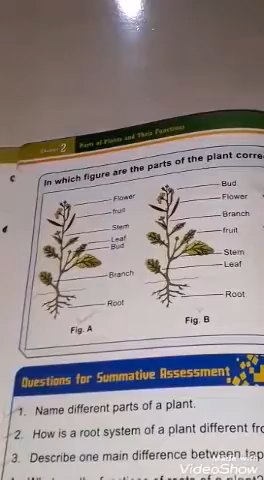 Chapter 2 Parts of Plants and Their Functions
C
In which figure are the parts of the plant corre
d
Flower
fruit
Stem
Leaf
Bud
Branch
Root
Fig. A
Bud
Flower
Branch
fruit
Stem
Leaf
Root
Fig. B
Questions for Summative Assessment
1. Name different parts of a plant.
2. How is a root system of a plant different fro
3. Describe one main difference between tap
Made with
VideoShow